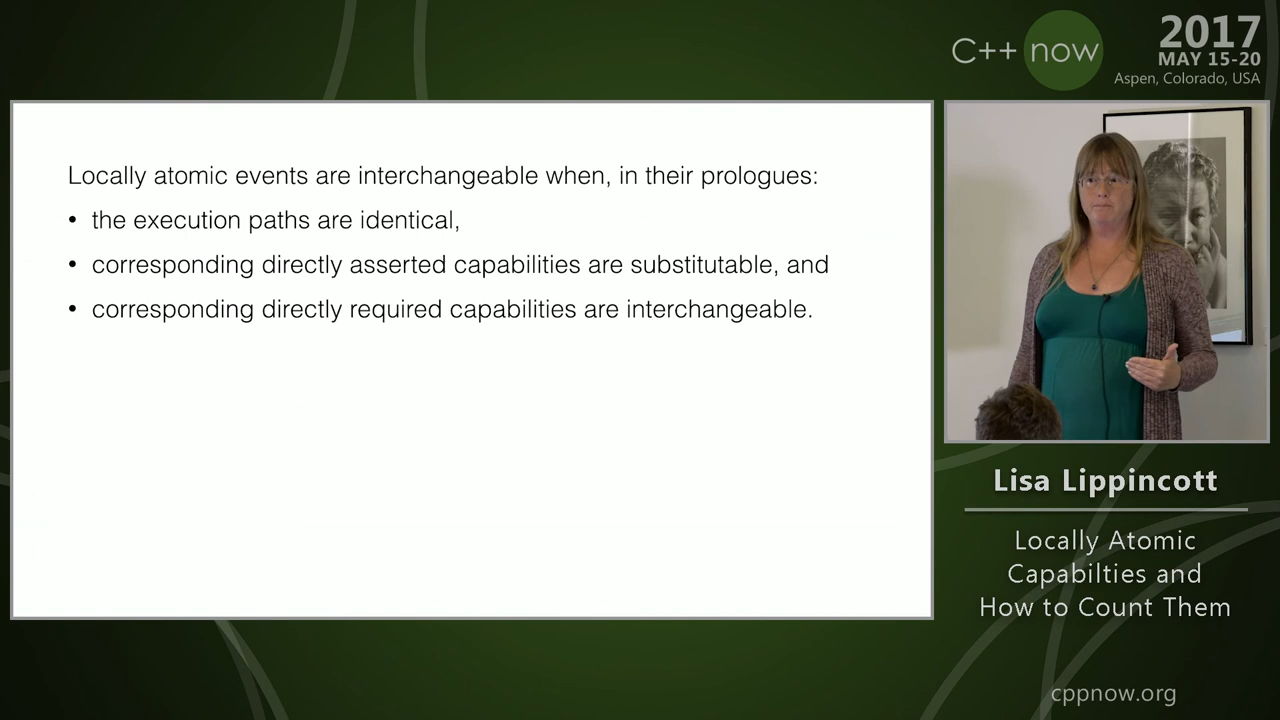 C++ now
2017
MAY 15-20
Aspen, Colorado, USA
Locally atomic events are interchangeable when, in their prologues:
• the execution paths are identical,
• corresponding directly asserted capabilities are substitutable, and
• corresponding directly required capabilities are interchangeable.
Lisa Lippincott
Locally Atomic
Capabilties and
How to Count Them
cppnow.org